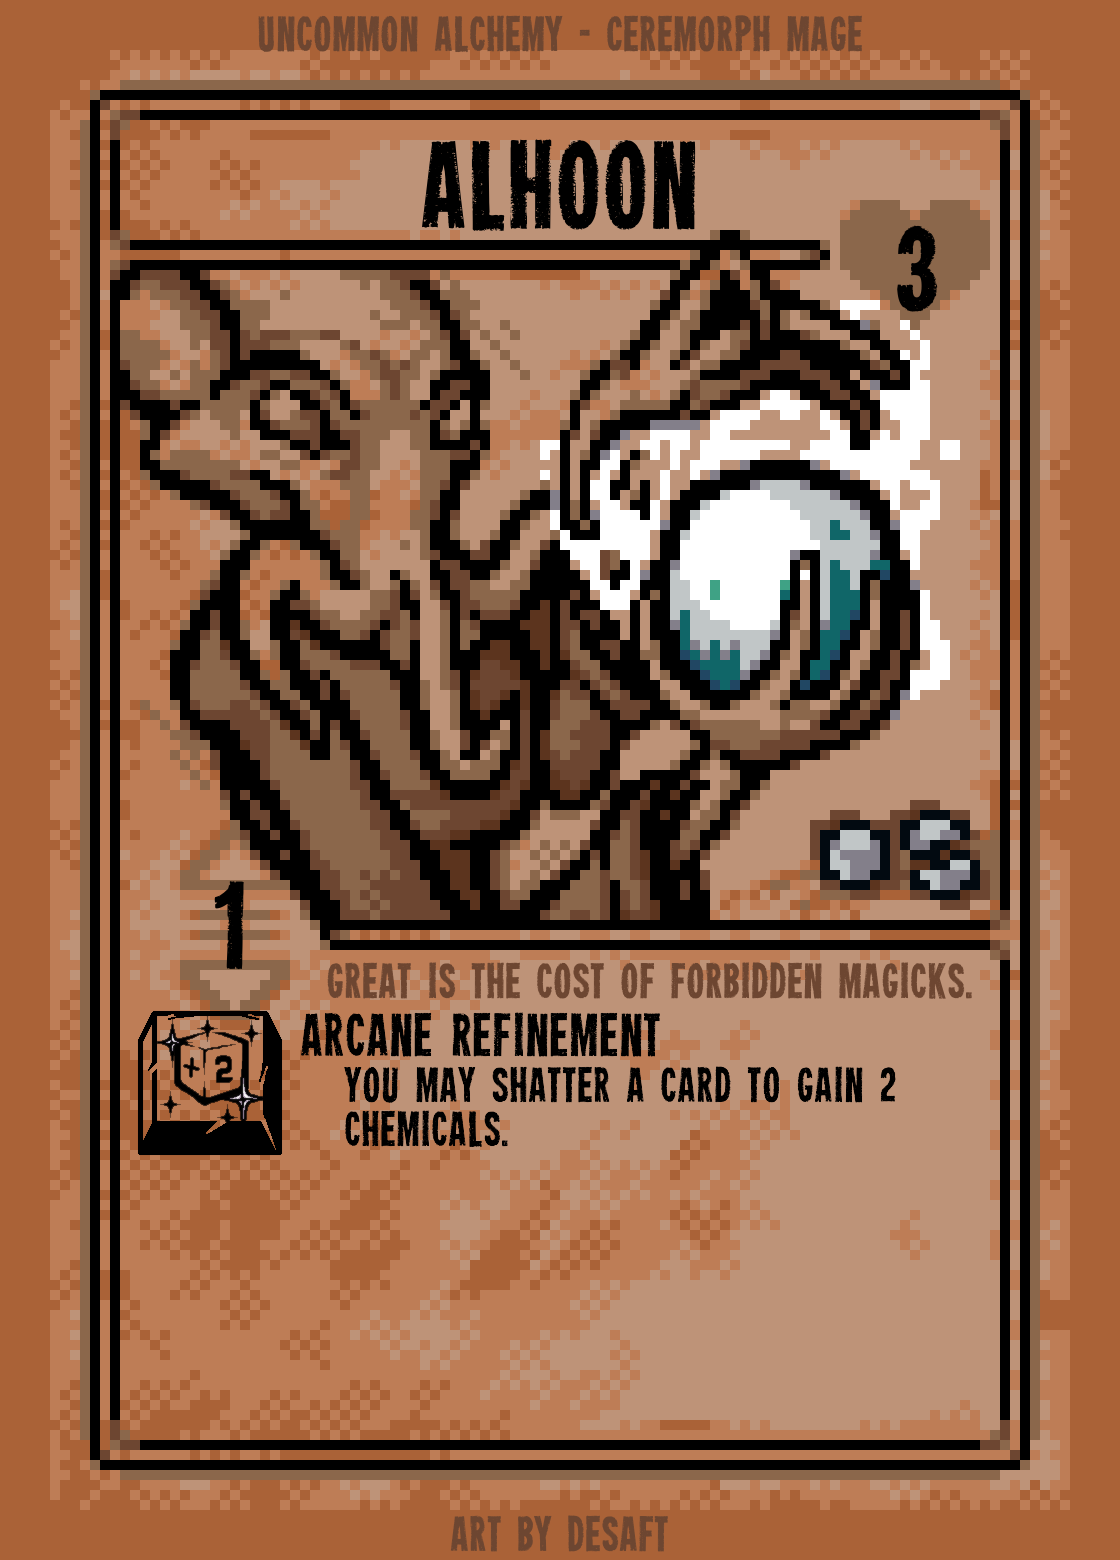 UNCOMMON ALCHEMY - CEREMORPH MAGE
ALHOON
3
1
GREAT IS THE COST OF FORBIDDEN MAGICKS.
+ 2
ARCANE REFINEMENT
YOU MAY SHATTER A CARD TO GAIN 2
CHEMICALS.
ART BY DESAFT